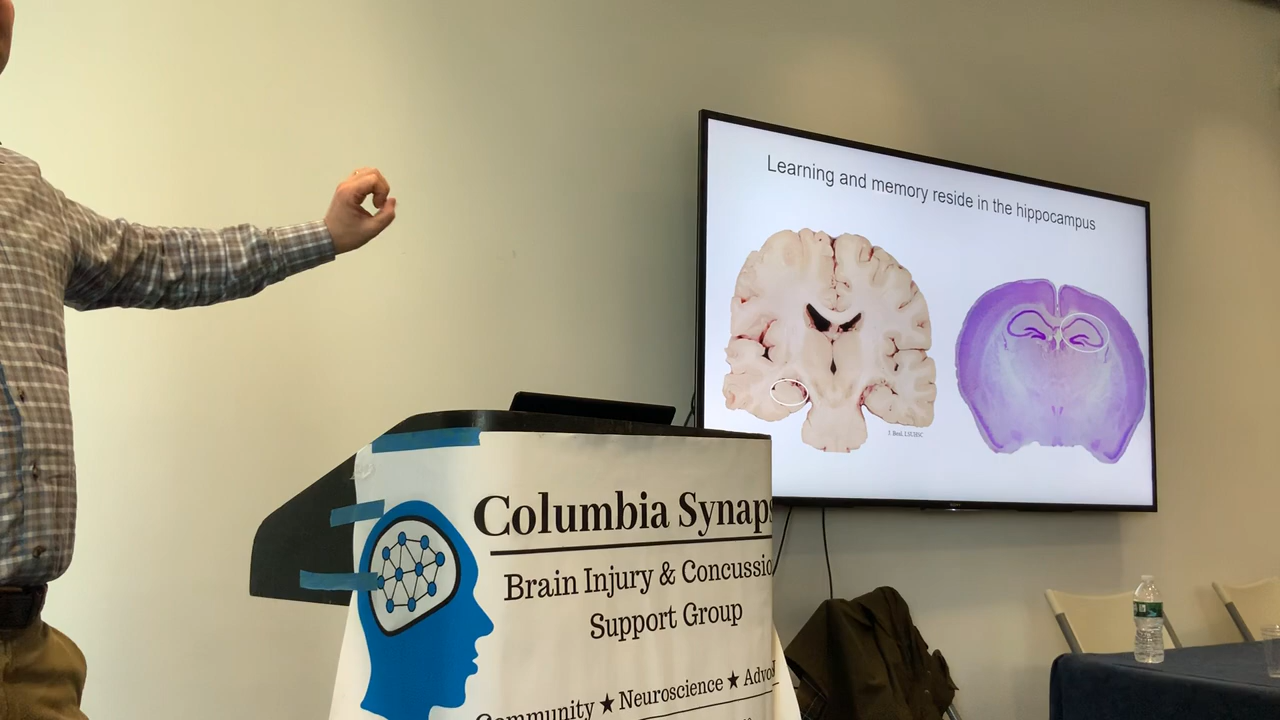 Learning and memory reside in the hippocampus
Columbia Synaps
Brain Injury & Concussio
Support Group
Community ★ Neuroscience ★ Advo